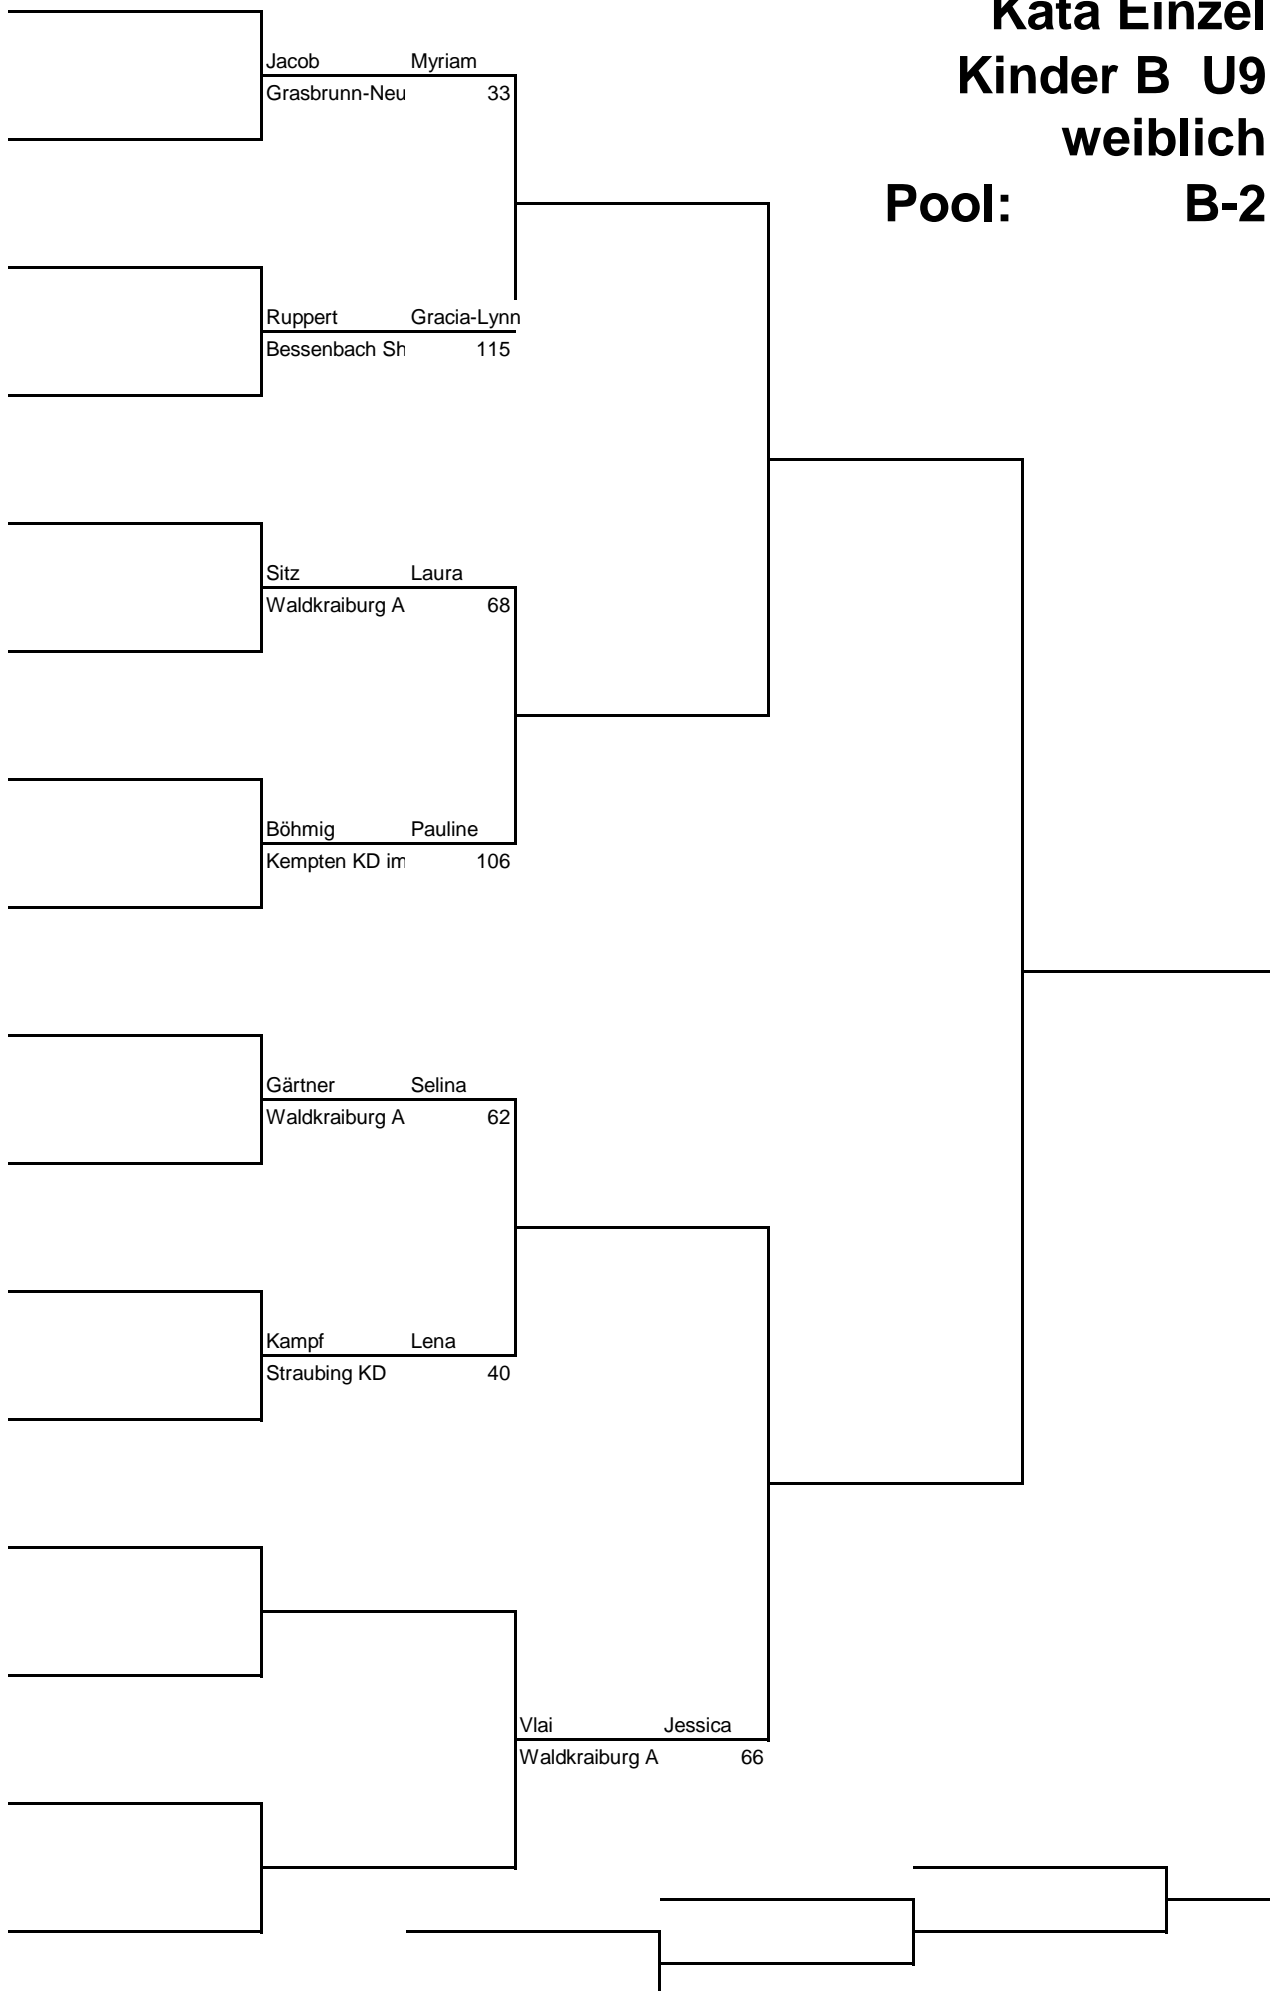 Kata Einzel
Kinder B U9
weiblich
Pool: B-2
Jacob Myriam
Grasbrunn-Neu 33
Ruppert Gracia-Lynn
Bessenbach Sh 115
Sitz Laura
Waldkraiburg A 68
Böhmig Pauline
Kempten KD im 106
Gärtner Selina
Waldkraiburg A 62
Kampf Lena
Straubing KD 40
Vlai Jessica
Waldkraiburg A 66